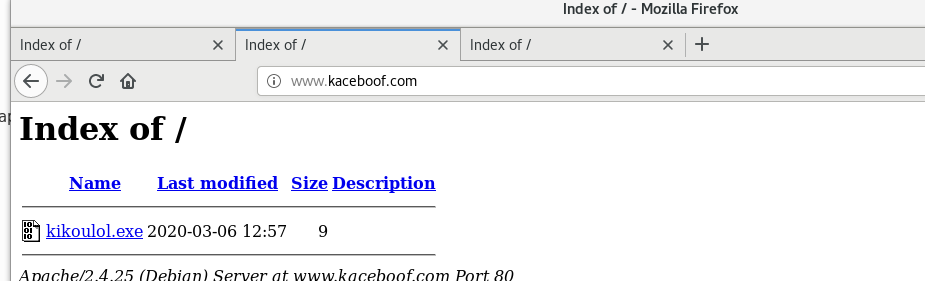 Index of / - Mozilla Firefox
Index of / Index of / Index of /
www.kaceboof.com
Index of /
Name Last modified Size Description
kikoulol.exe 2020-03-06 12:57 9
Apache/2.4.25 (Debian) Server at www.kaceboof.com Port 80